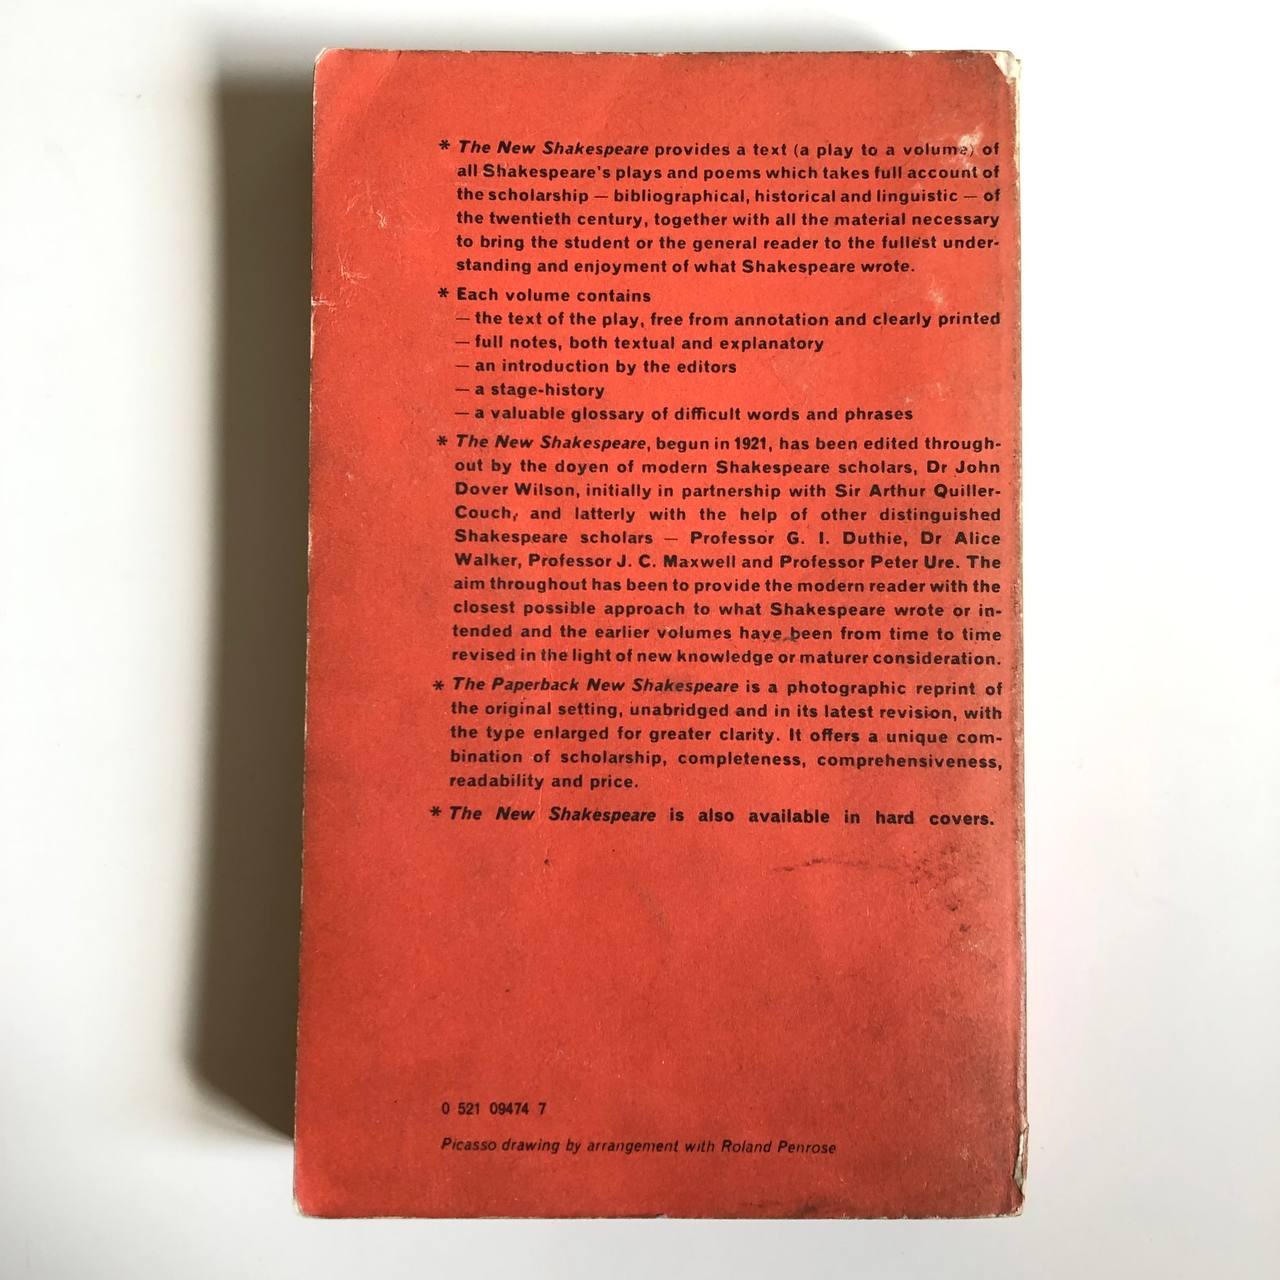 * The New Shakespeare provides a text (a play to a volume) of
all Shakespeare's plays and poems which takes full account of
the scholarship — bibliographical, historical and linguistic — of
the twentieth century, together with all the material necessary
to bring the student or the general reader to the fullest under-
standing and enjoyment of what Shakespeare wrote.
* Each volume contains
— the text of the play, free from annotation and clearly printed
— full notes, both textual and explanatory
— an introduction by the editors
— a stage-history
— a valuable glossary of difficult words and phrases
* The New Shakespeare, begun in 1921, has been edited through-
out by the doyen of modern Shakespeare scholars, Dr John
Dover Wilson, initially in partnership with Sir Arthur Quiller-
Couch, and latterly with the help of other distinguished
Shakespeare scholars — Professor G. I. Duthie, Dr Alice
Walker, Professor J. C. Maxwell and Professor Peter Ure. The
aim throughout has been to provide the modern reader with the
closest possible approach to what Shakespeare wrote or in-
tended and the earlier volumes have been from time to time
revised in the light of new knowledge or maturer consideration.
* The Paperback New Shakespeare is a photographic reprint of
the original setting, unabridged and in its latest revision, with
the type enlarged for greater clarity. It offers a unique com-
bination of scholarship, completeness, comprehensiveness,
readability and price.
* The New Shakespeare is also available in hard covers.
0 521 09474 7
Picasso drawing by arrangement with Roland Penrose